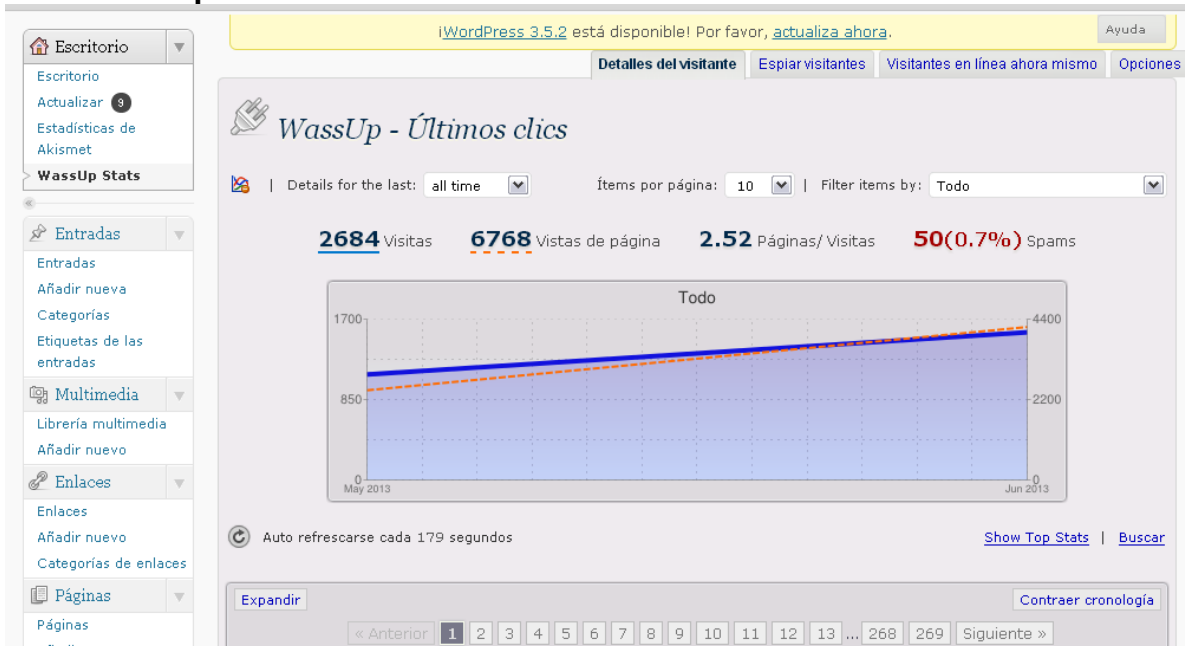 ¡WordPress 3.5.2 está disponible! Por favor, actualiza ahora.
Ayuda
Detalles del visitante
Espiar visitantes
Visitantes en línea ahora mismo
Opciones
Escritorio
Escritorio
Actualizar 9
Estadísticas de
Akismet
WassUp Stats
Entradas
Entradas
Añadir nueva
Categorías
Etiquetas de las
entradas
Multimedia
Librería multimedia
Añadir nuevo
Enlaces
Enlaces
Añadir nuevo
Categorías de enlaces
Páginas
Páginas
WassUp - Últimos clics
| Details for the last: all time
Ítems por página: 10 | Filter items by: Todo
2684 Visitas
6768 Vistas de página
2.52 Páginas/ Visitas
50(0.7%) Spams
Todo
1700
4400
850
2200
0
0
May 2013
Jun 2013
Auto refrescarse cada 179 segundos
Show Top Stats | Buscar
Expandir
Contraer cronología
« Anterior 1 2 3 4 5 6 7 8 9 10 11 12 13 ... 268 269 Siguiente »